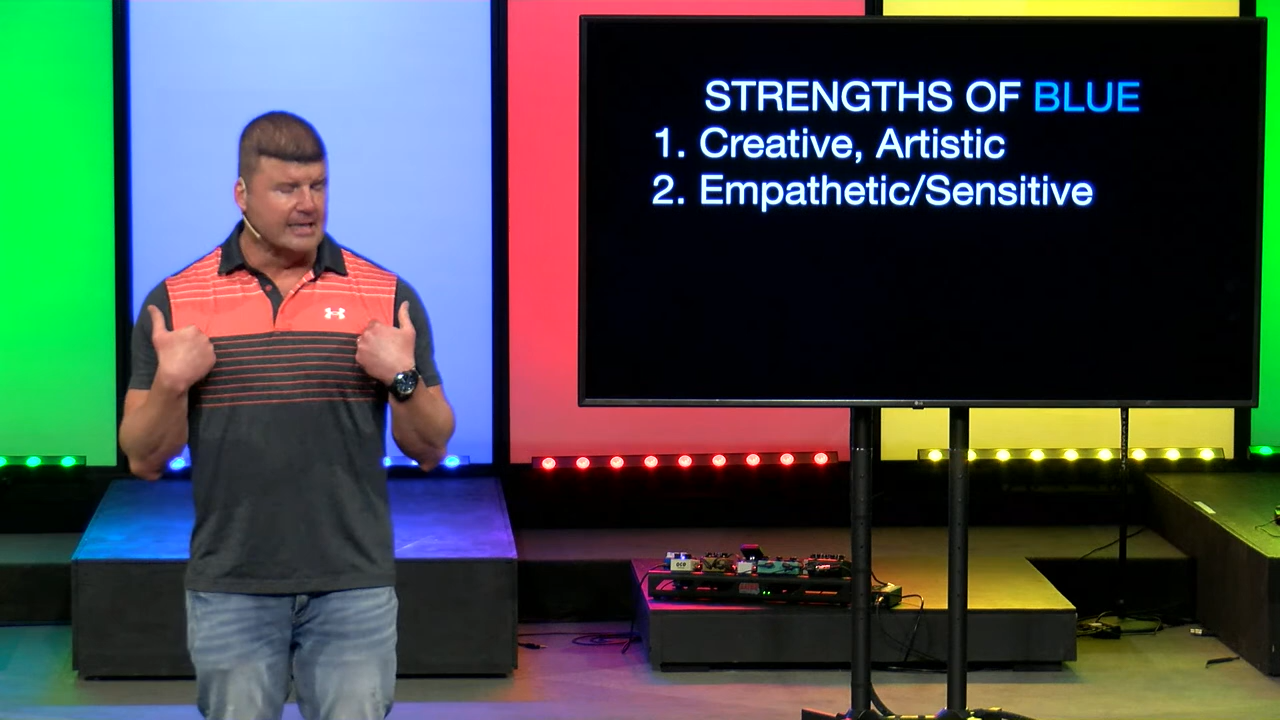 STRENGTHS OF BLUE
1. Creative, Artistic
2. Empathetic/Sensitive